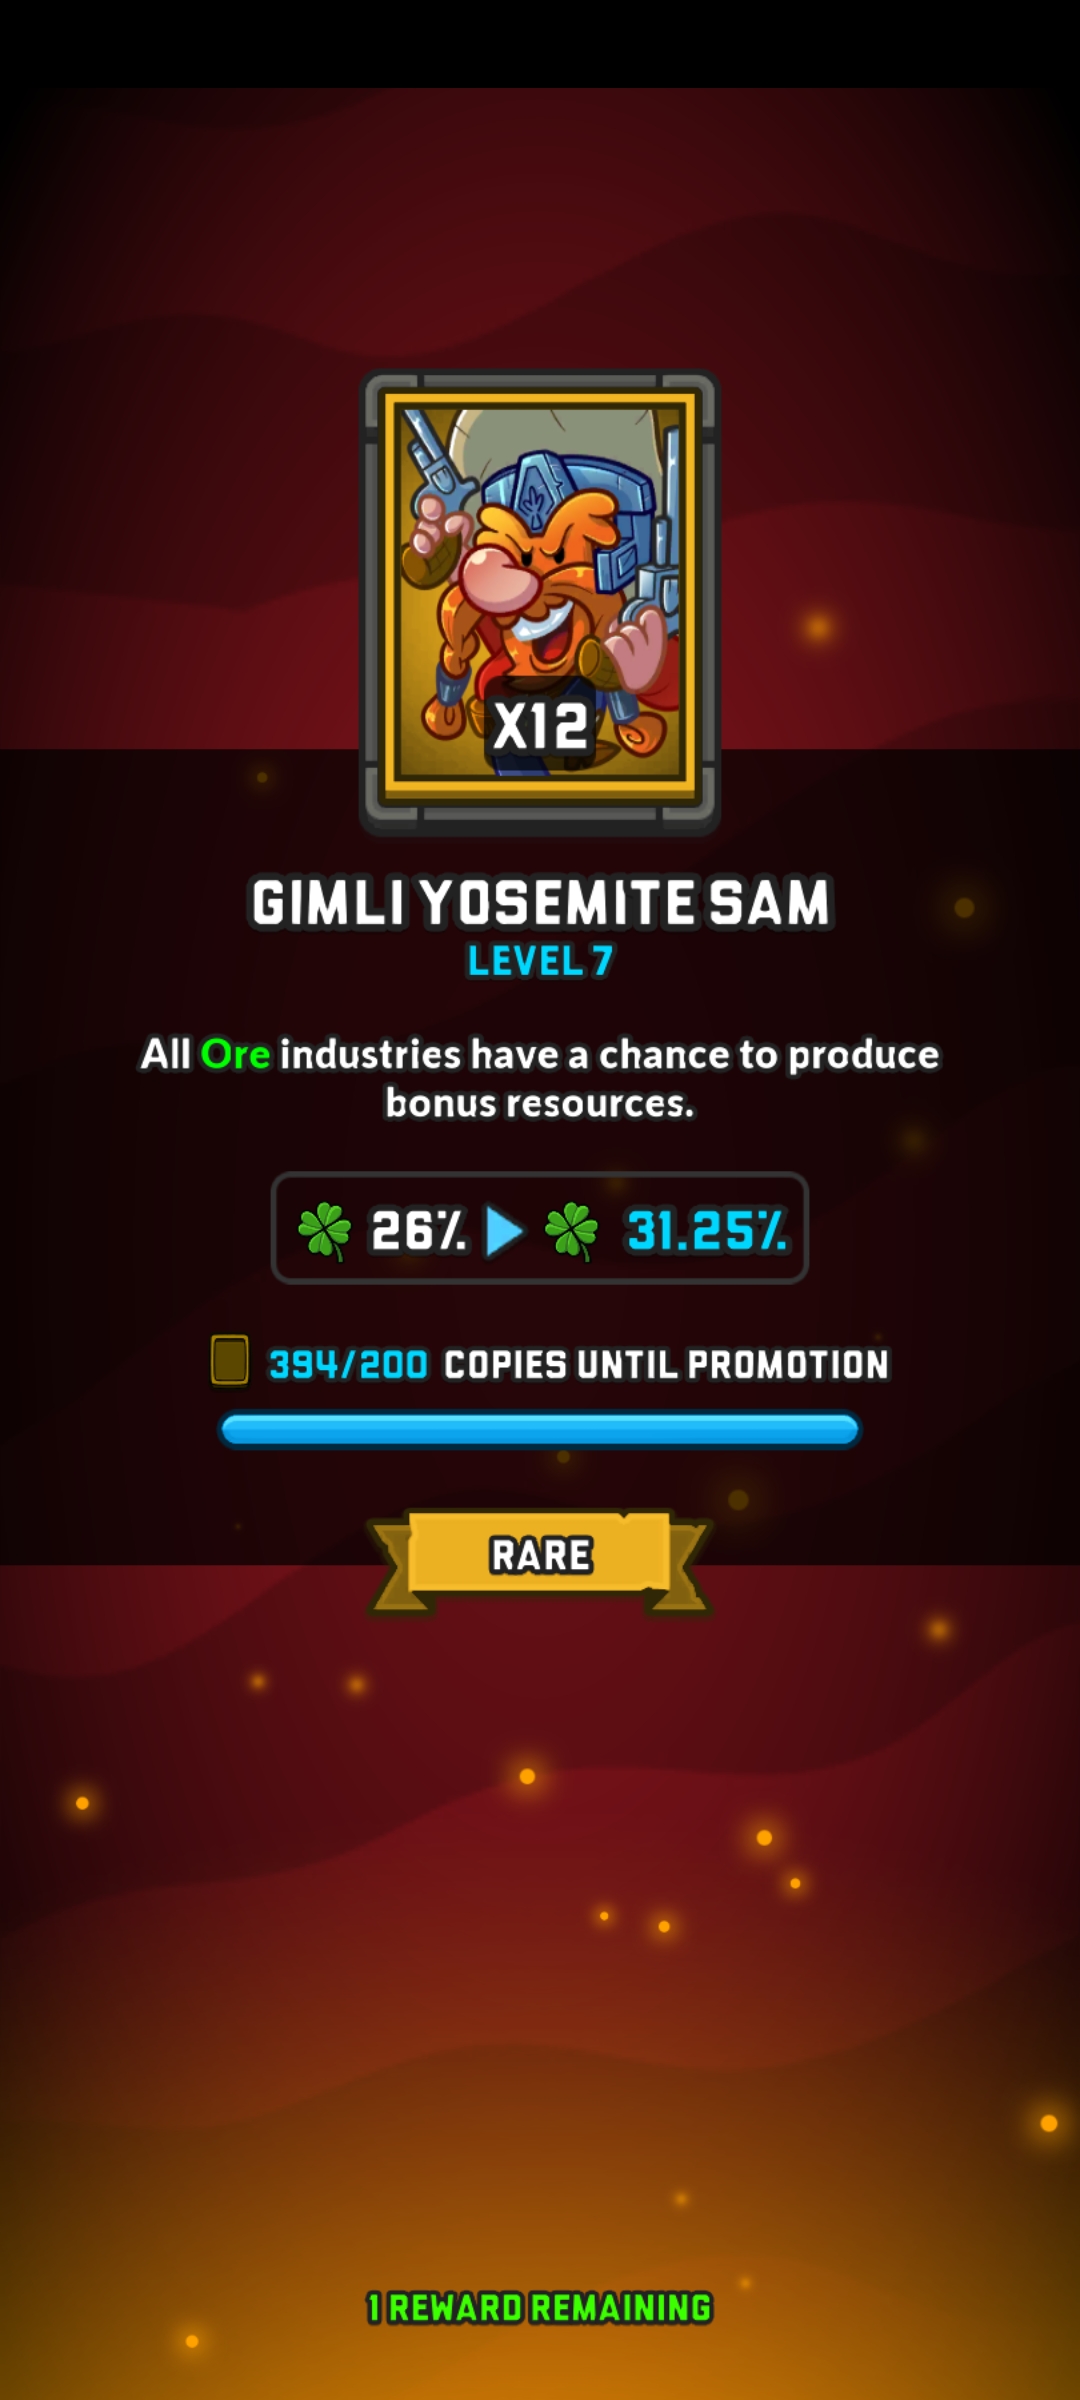 X12
GIMLI YOSEMITE SAM
LEVEL 7
All Ore industries have a chance to produce
bonus resources.
26% 31.25%
394/200 COPIES UNTIL PROMOTION
RARE
1 REWARD REMAINING